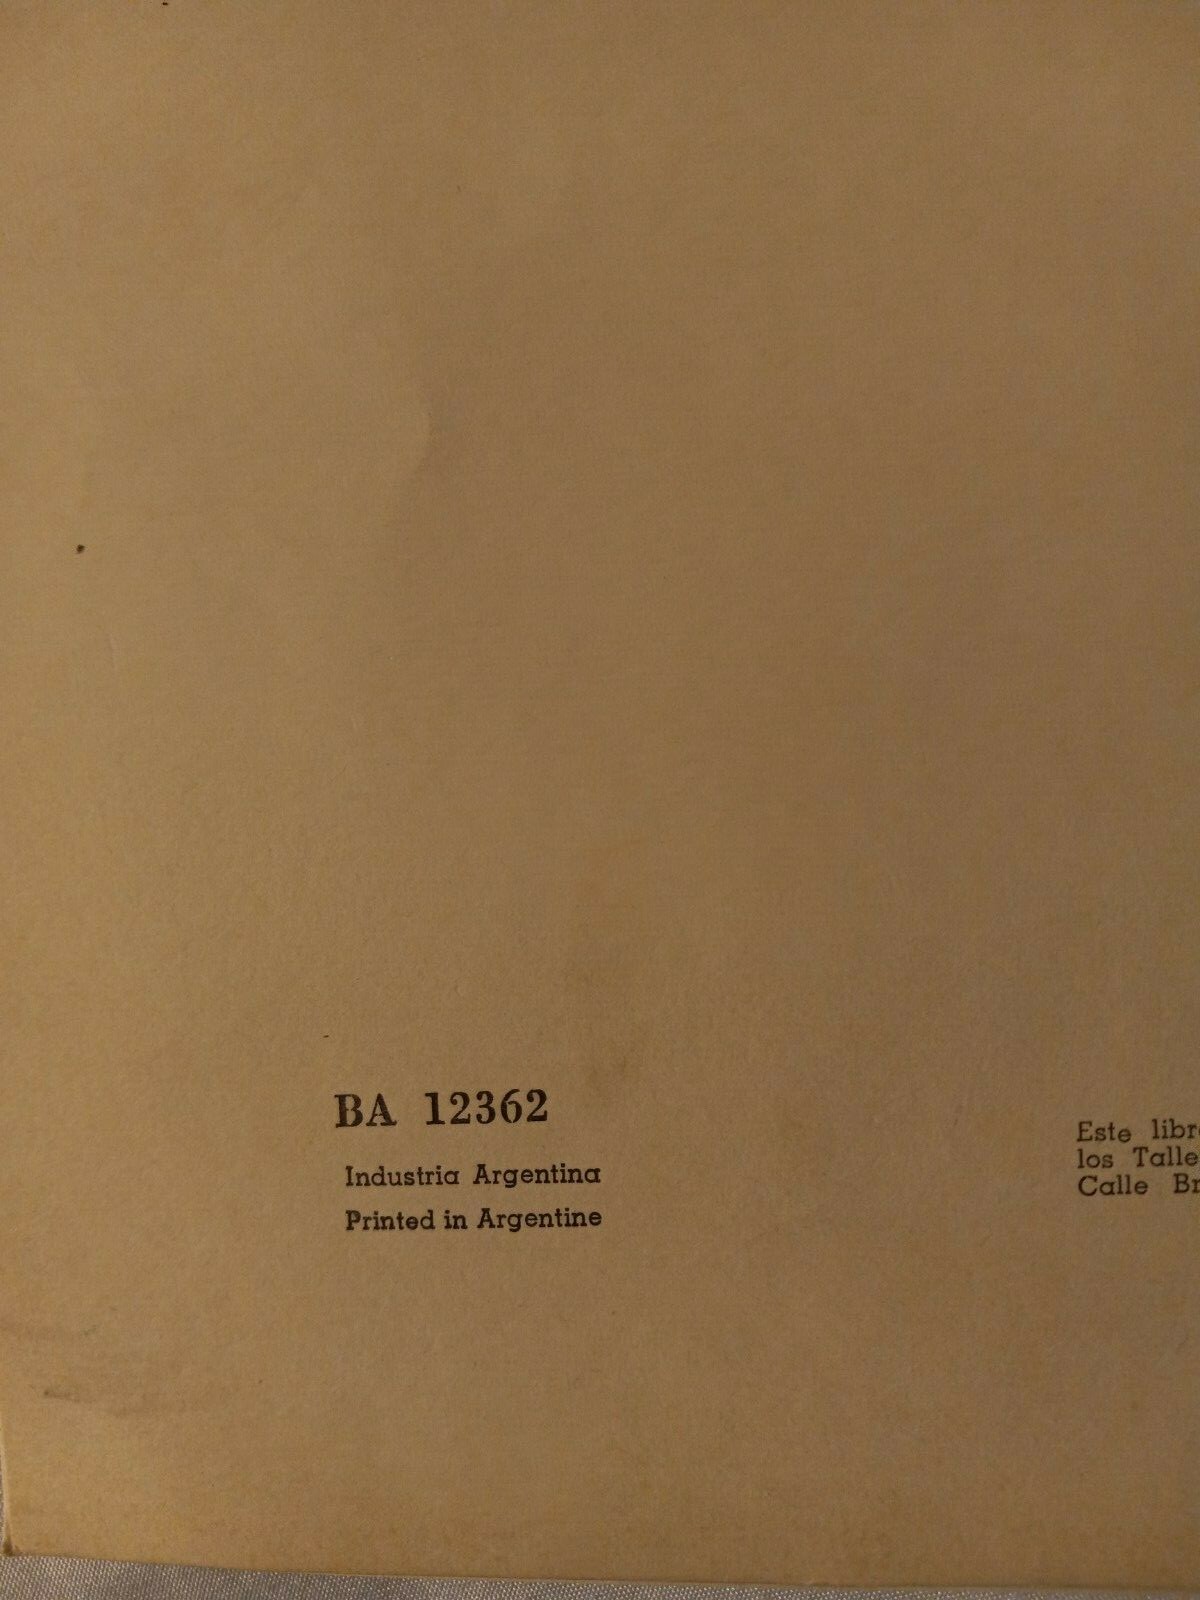 BA 12362
Industria Argentina
Printed in Argentine
Este
los
Calle